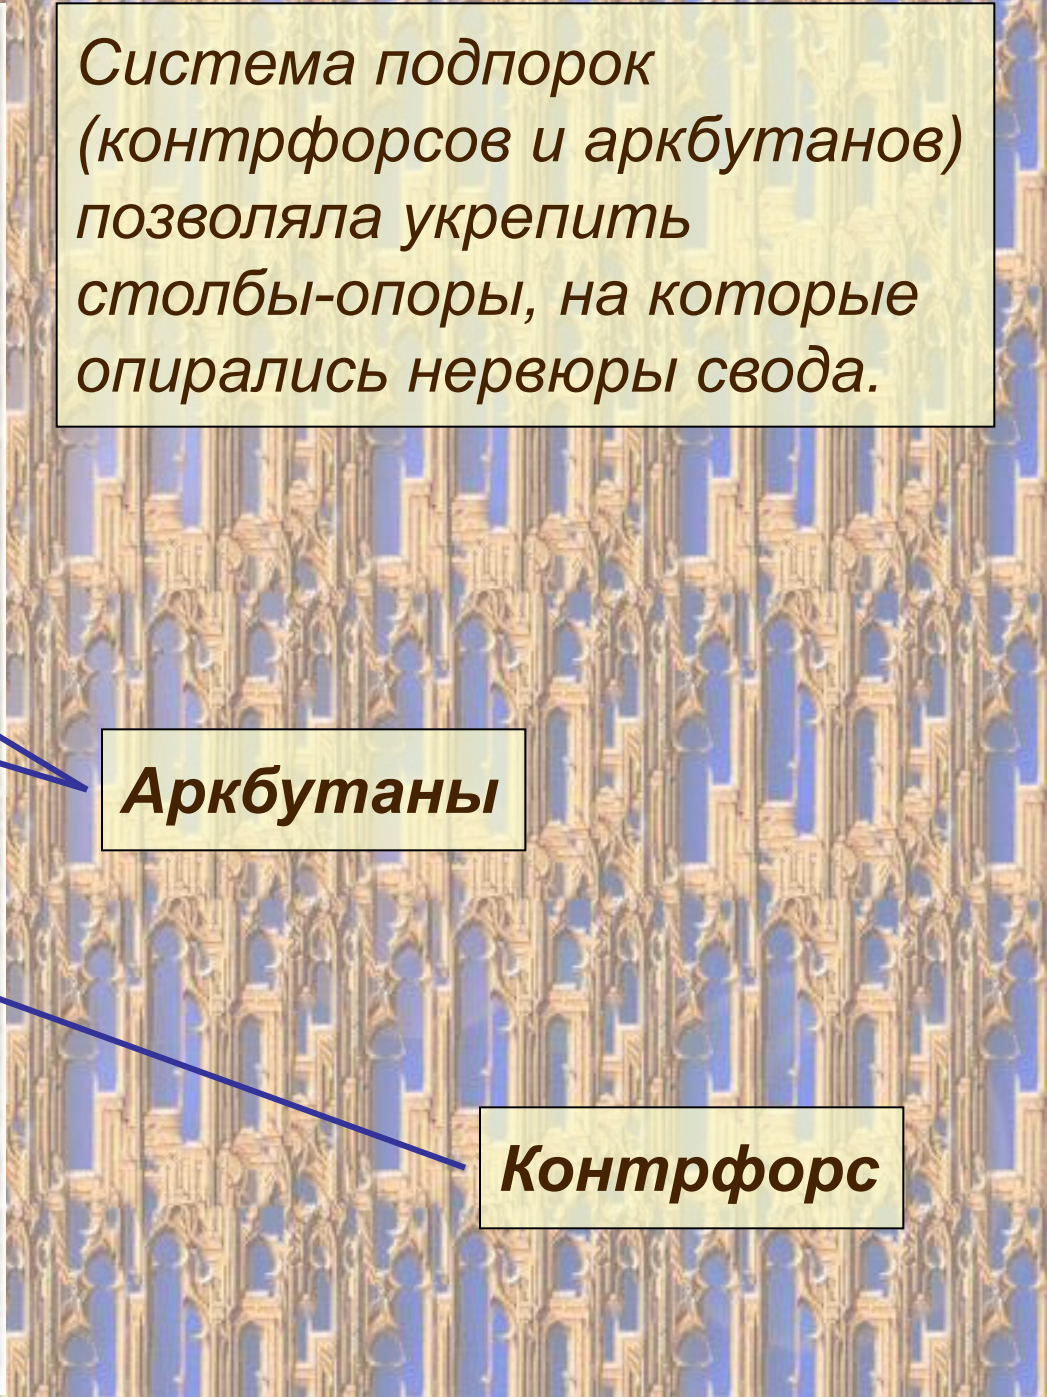 Система подпорок
(контрфорсов и аркбутанов)
позволяла укрепить
столбы-опоры, на которые
опирались нервюры свода.
Аркбутаны
Контрфорс